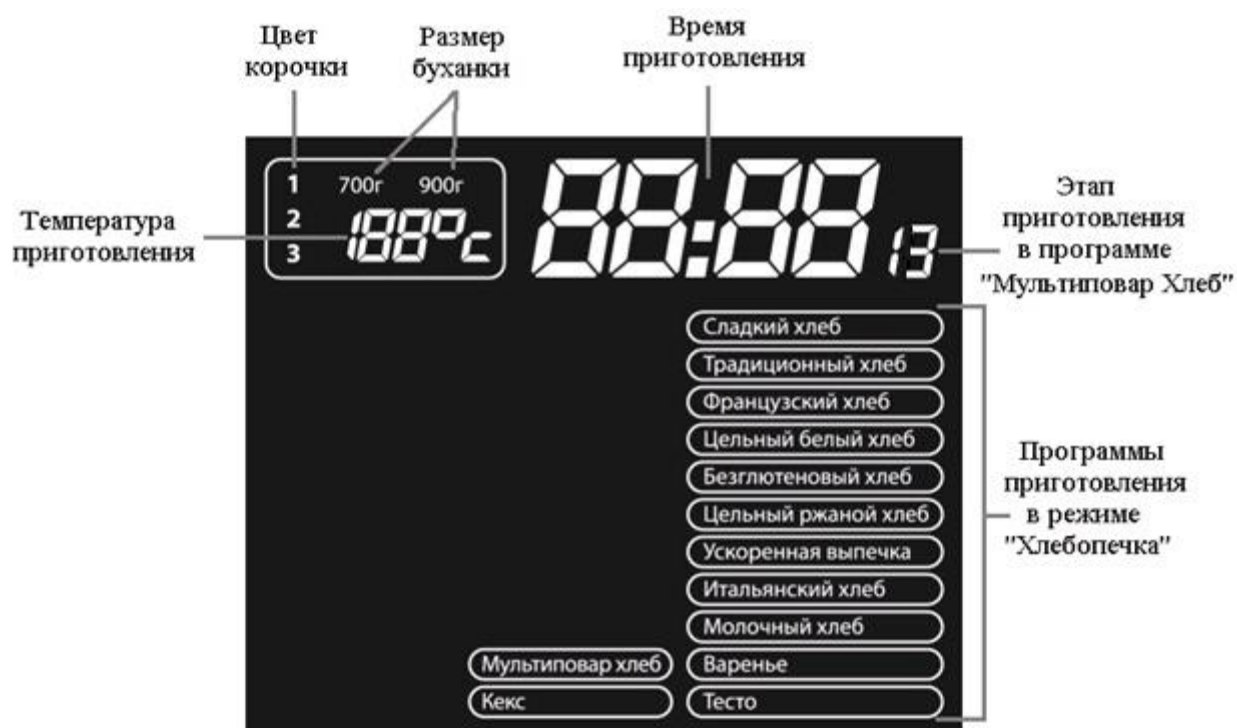 Цвет
корочки
Размер
буханки
Время
приготовления
1
2
3
700г 900г
188°c
88:88
13
Температура
приготовления
Этап
приготовления
в программе
"Мультиповар Хлеб"
Сладкий хлеб
Традиционный хлеб
Французский хлеб
Цельный белый хлеб
Безглютеновый хлеб
Цельный ржаной хлеб
Ускоренная выпечка
Итальянский хлеб
Молочный хлеб
Мультиповар хлеб Варенье
Кекс Тесто
Программы
приготовления
в режиме
"Хлебопечка"